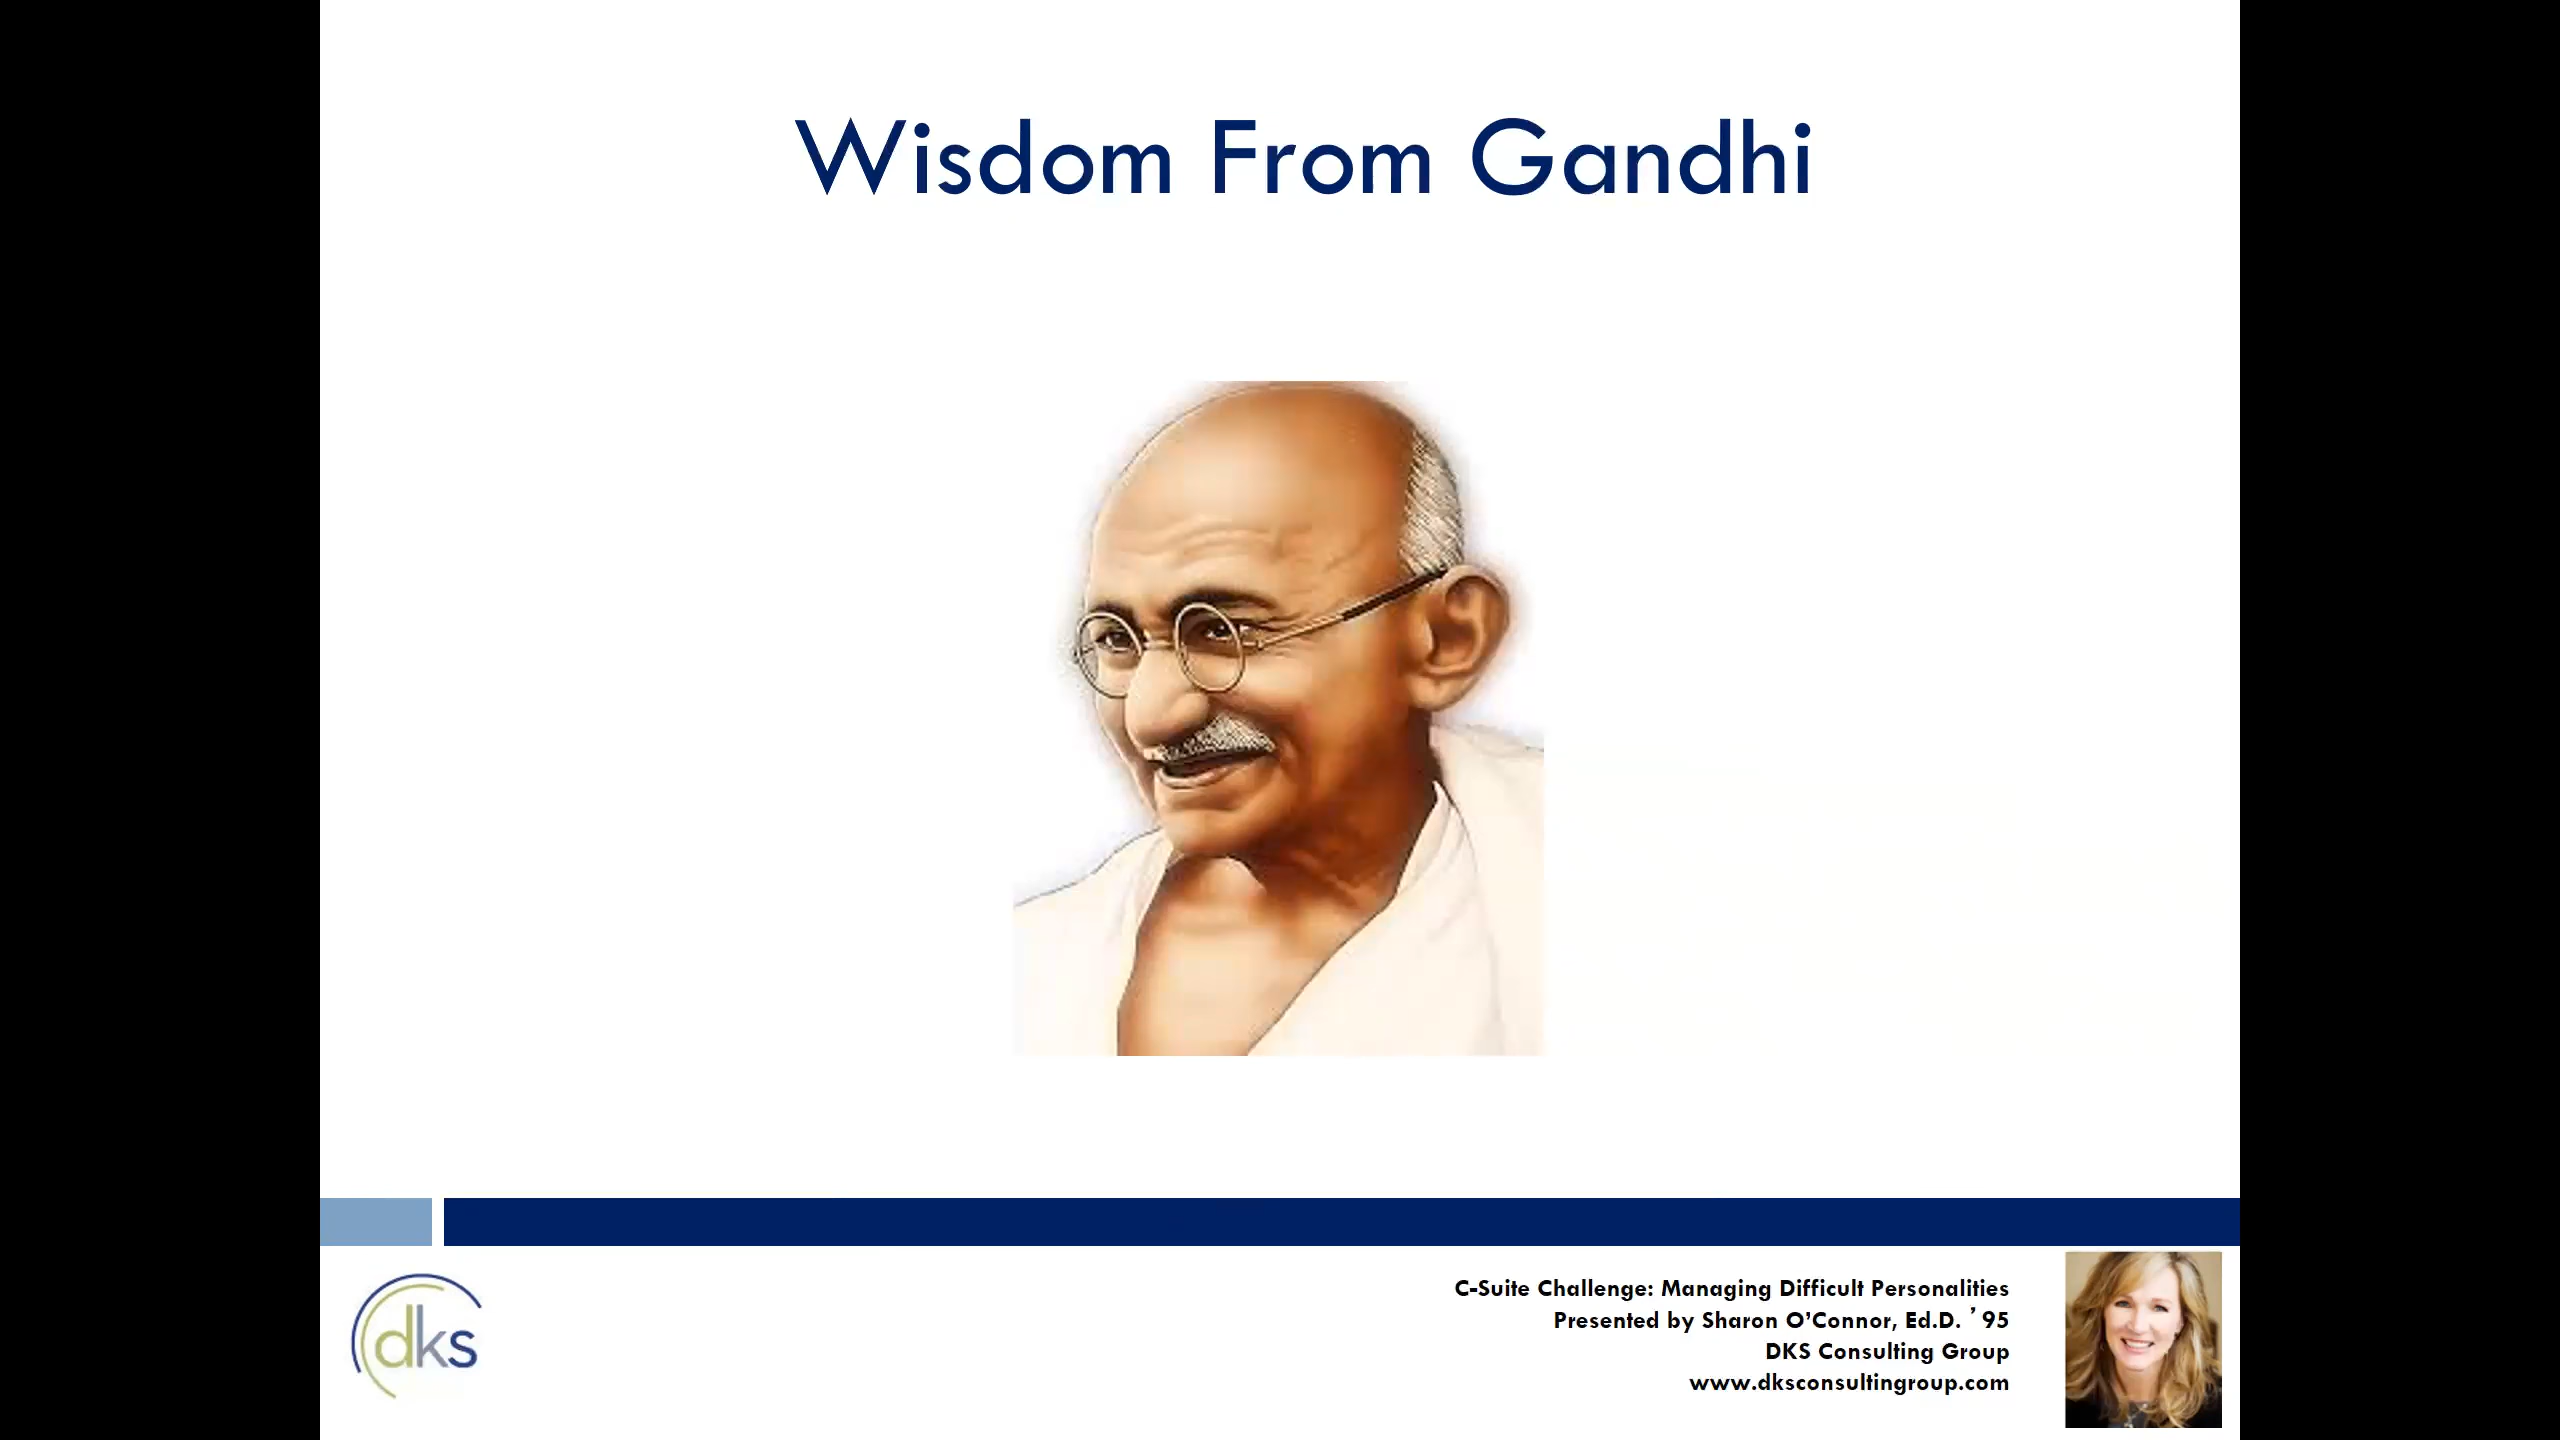 Wisdom From Gandhi
dks
C-Suite Challenge: Managing Difficult Personalities
Presented by Sharon O’Connor, Ed.D. ’95
DKS Consulting Group
www.dksconsultingroup.com